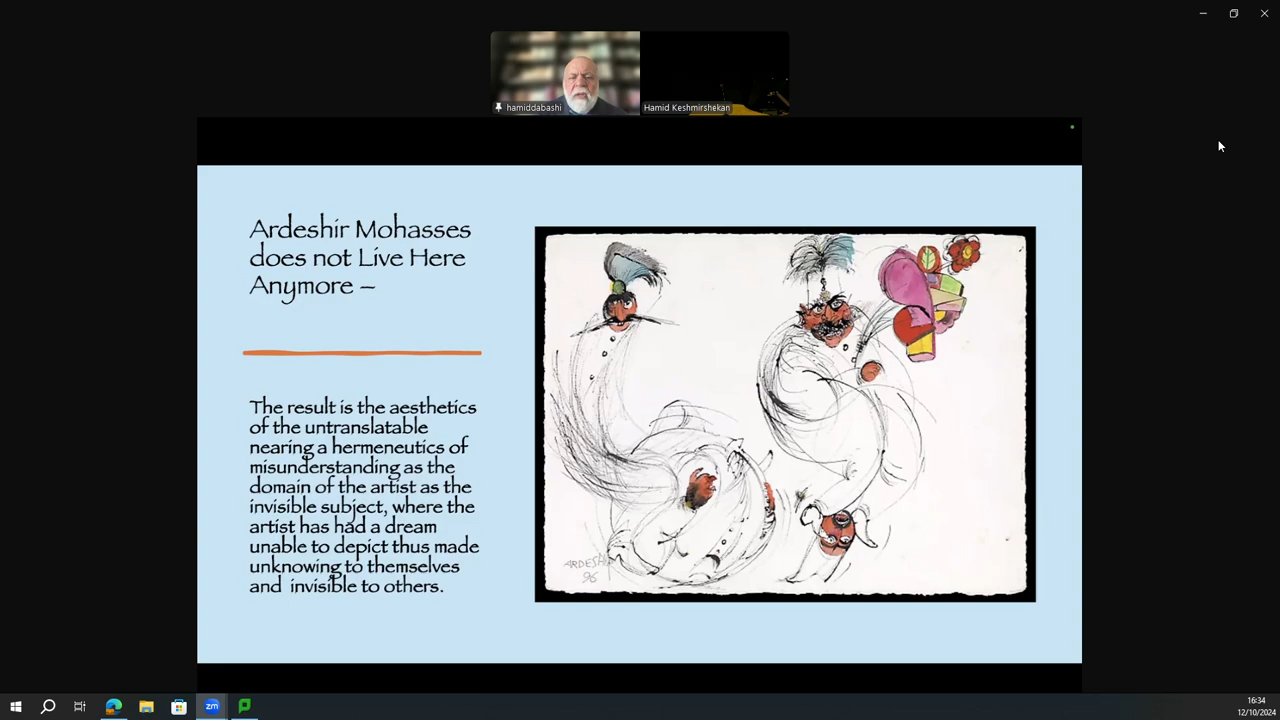 hamiddabashi
Hamid Keshmirshekan
Ardeshir Mohasses
does not Live Here
Anymore –
The result is the aesthetics
of the untranslatable
nearing a hermeneutics of
misunderstanding as the
domain of the artist as the
invisible subject, where the
artist has had a dream
unable to depict thus made
unknowing to themselves
and invisible to others.
96
zm
16:34
12/10/2024